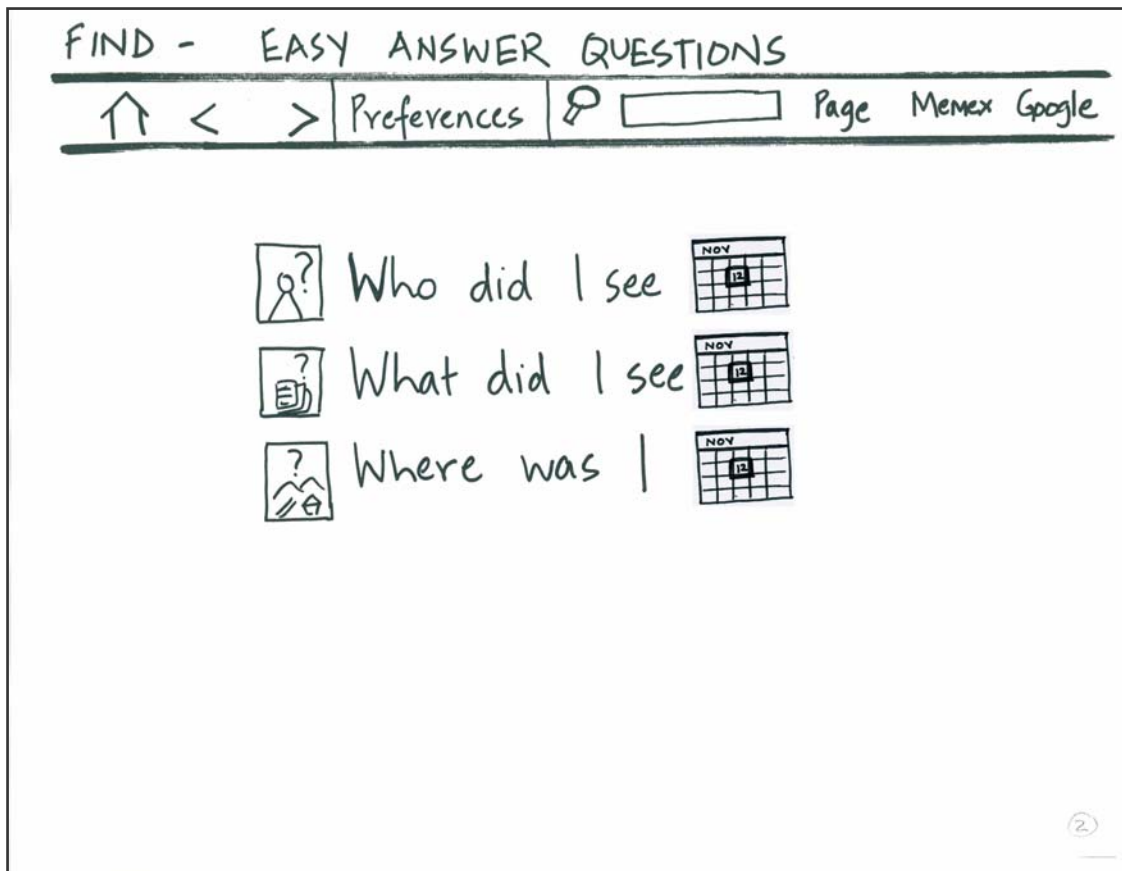 FIND - EASY ANSWER QUESTIONS
< > Preferences Page Memex Google
? Who did I see NOV 12
? What did I see NOV 12
? Where was I NOV 12
2